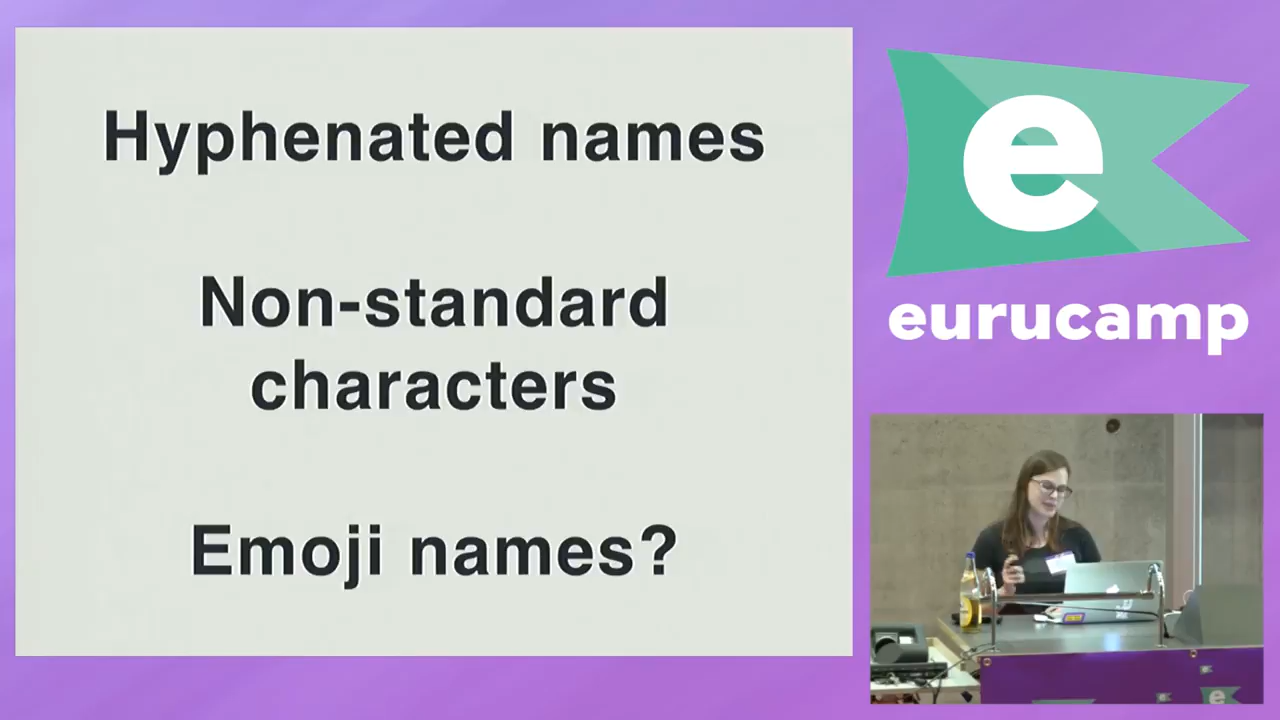 Hyphenated names
Non-standard
characters
Emoji names?
e
eurucamp
e